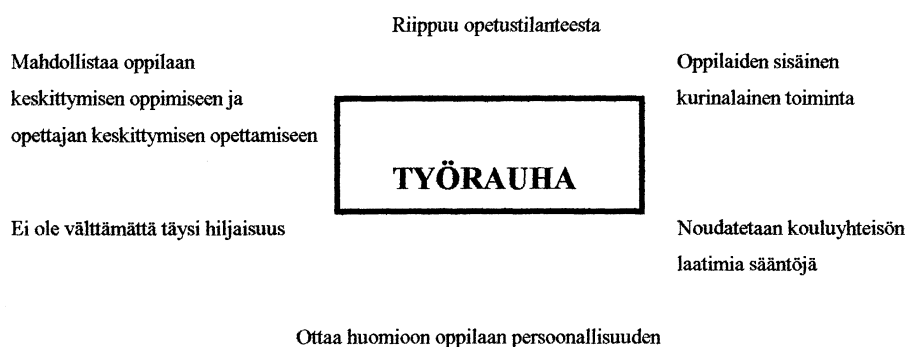 Riippuu opetustilanteesta
Mahdollistaa oppilaan
keskittymisen oppimiseen ja
opettajan keskittymisen opettamiseen
Oppilaiden sisäinen
kurinalainen toiminta
TYÖRAUHA
Ei ole välttämättä täysi hiljaisuus
Noudatetaan kouluyhteisön
laatimia sääntöjä
Ottaa huomioon oppilaan persoonallisuuden